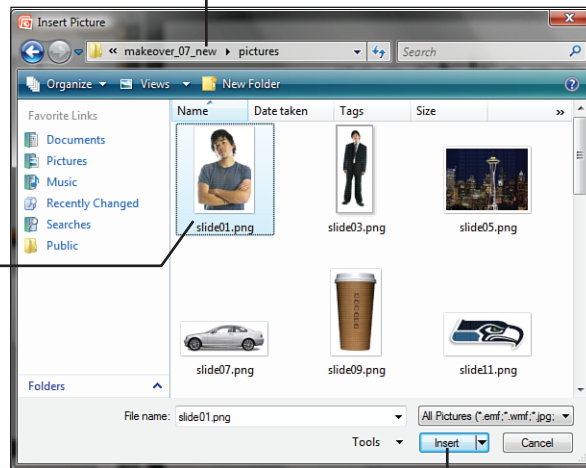 Insert Picture
« makeover_07_new ▸ pictures
Search
Organize Views New Folder
Favorite Links
Documents
Pictures
Music
Recently Changed
Searches
Public
Folders
Name Date taken Tags Size »
slide01.png slide03.png slide05.png
slide07.png slide09.png slide11.png
File name: slide01.png All Pictures (*.emf;*.wmf;*.jpg;
Tools Insert Cancel